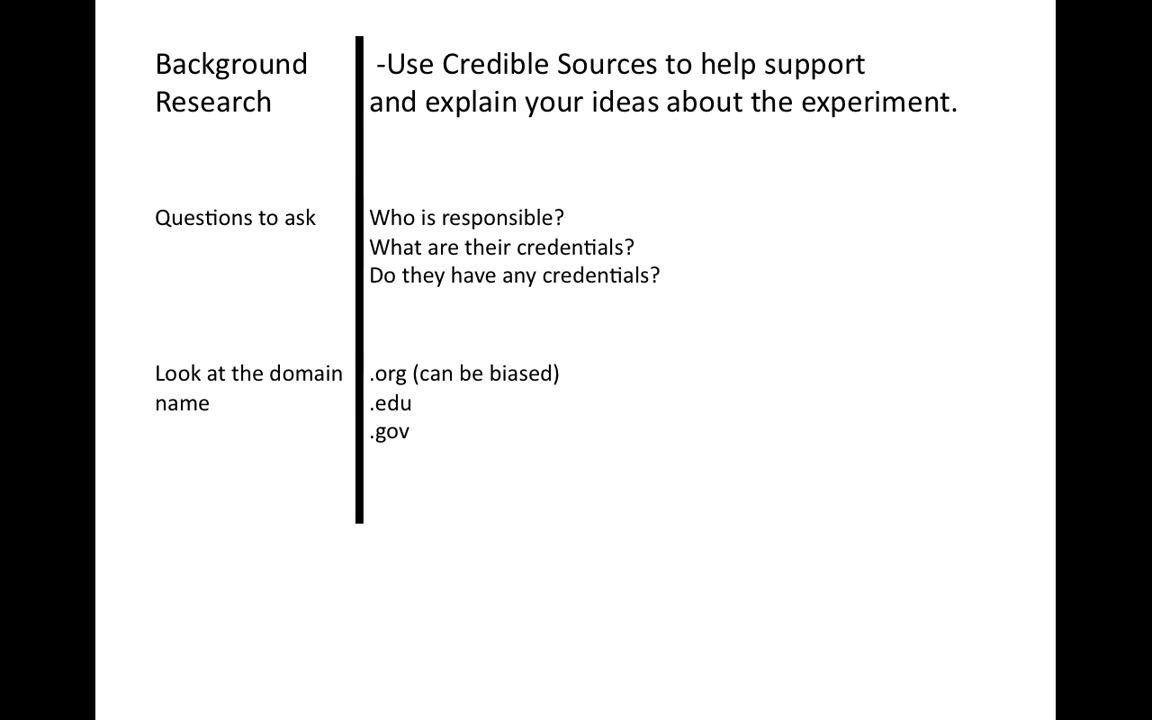 Background
Research
-Use Credible Sources to help support
and explain your ideas about the experiment.
Questions to ask
Who is responsible?
What are their credentials?
Do they have any credentials?
Look at the domain
name
.org (can be biased)
.edu
.gov